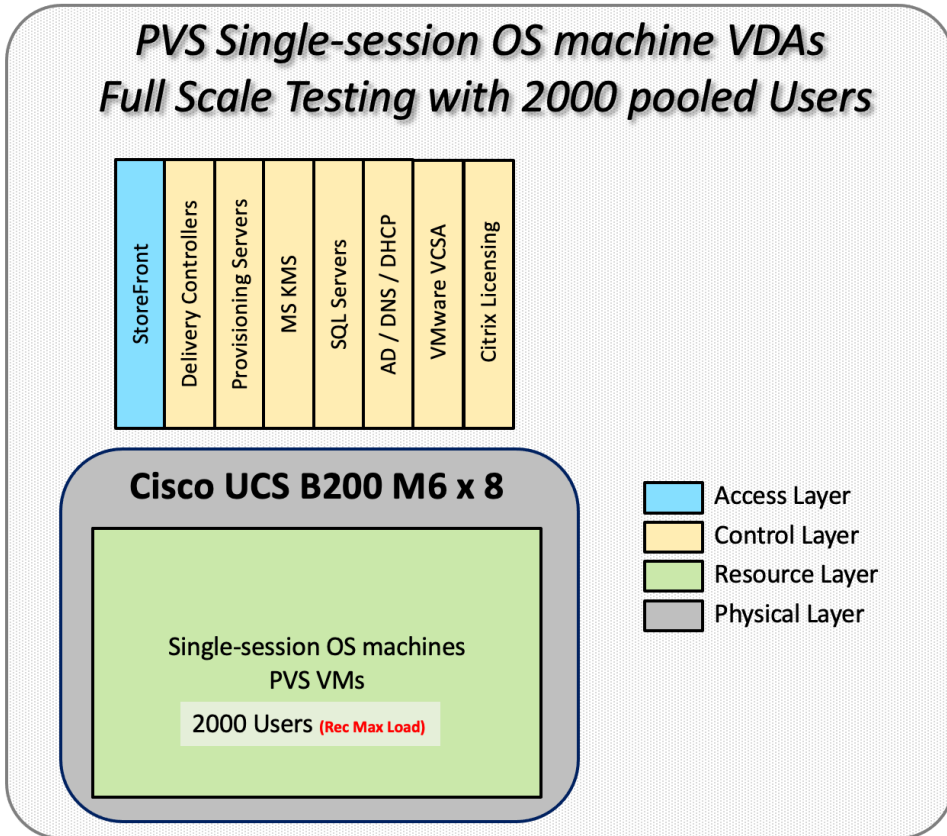 PVS Single-session OS machine VDAs
Full Scale Testing with 2000 pooled Users
StoreFront
Delivery Controllers
Provisioning Servers
MS KMS
SQL Servers
AD / DNS / DHCP
VMware VCSA
Citrix Licensing
Cisco UCS B200 M6 x 8
Single-session OS machines
PVS VMs
2000 Users (Rec Max Load)
Access Layer
Control Layer
Resource Layer
Physical Layer